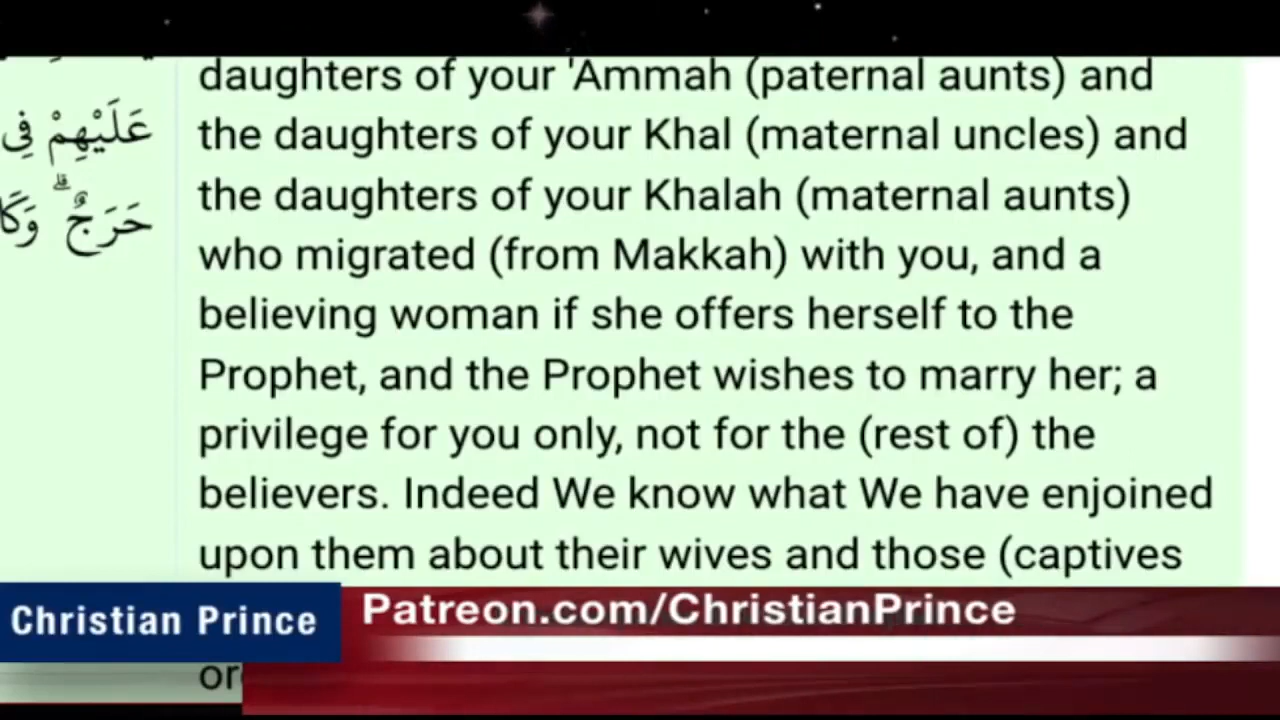 daughters of your 'Ammah (paternal aunts) and
the daughters of your Khal (maternal uncles) and
the daughters of your Khalah (maternal aunts)
who migrated (from Makkah) with you, and a
believing woman if she offers herself to the
Prophet, and the Prophet wishes to marry her; a
privilege for you only, not for the (rest of) the
believers. Indeed We know what We have enjoined
upon them about their wives and those (captives
عَلَيْهِمْ فِي
حَرَجٌ ۗ
Christian Prince
Patreon.com/ChristianPrince